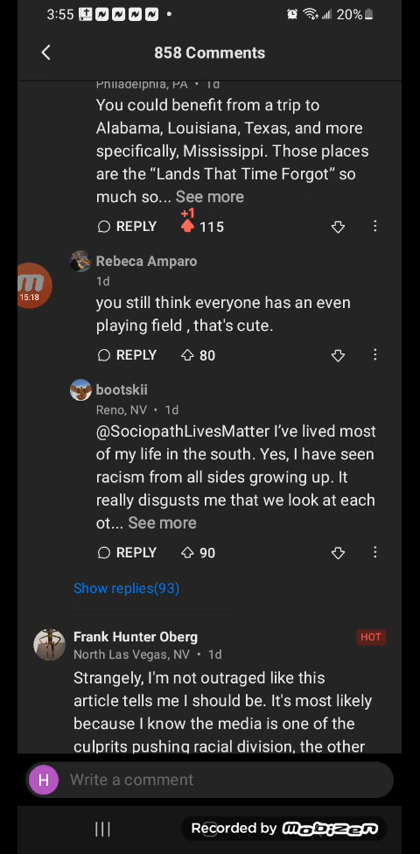 3:55 N N N N • 20%
858 Comments
Philadelphia, PA • 1d
You could benefit from a trip to
Alabama, Louisiana, Texas, and more
specifically, Mississippi. Those places
are the “Lands That Time Forgot” so
much so... See more
+1
REPLY 115
Rebeca Amparo
1d
you still think everyone has an even
playing field , that's cute.
REPLY 80
m
15:18
bootskii
Reno, NV • 1d
@SociopathLivesMatter I’ve lived most
of my life in the south. Yes, I have seen
racism from all sides growing up. It
really disgusts me that we look at each
ot... See more
REPLY 90
Show replies(93)
Frank Hunter Oberg HOT
North Las Vegas, NV • 1d
Strangely, I'm not outraged like this
article tells me I should be. It's most likely
because I know the media is one of the
culprits pushing racial division, the other
H Write a comment
Recorded by mobizen